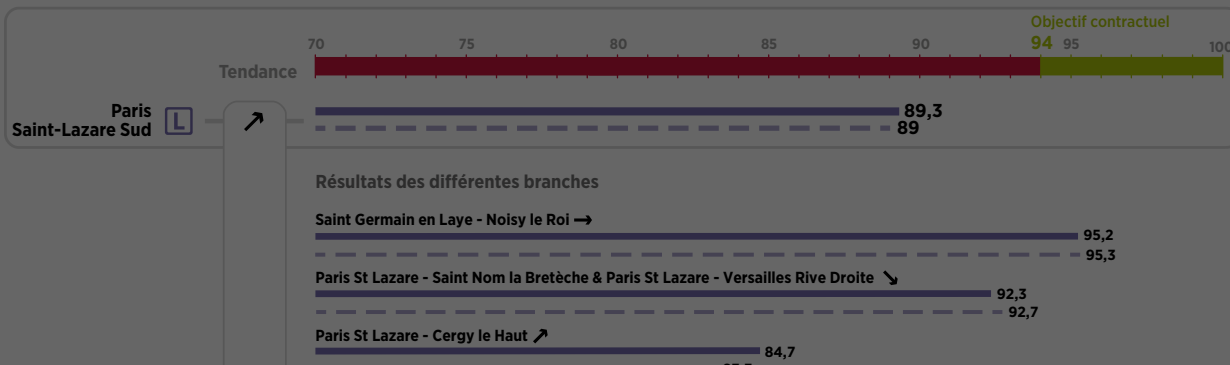 Objectif contractuel
70 75 80 85 90 94 95 100
Tendance
Paris
Saint-Lazare Sud
L
89,3
89
Résultats des différentes branches
Saint Germain en Laye - Noisy le Roi →
95,2
95,3
Paris St Lazare - Saint Nom la Bretèche & Paris St Lazare - Versailles Rive Droite ↘
92,3
92,7
Paris St Lazare - Cergy le Haut ↗
84,7